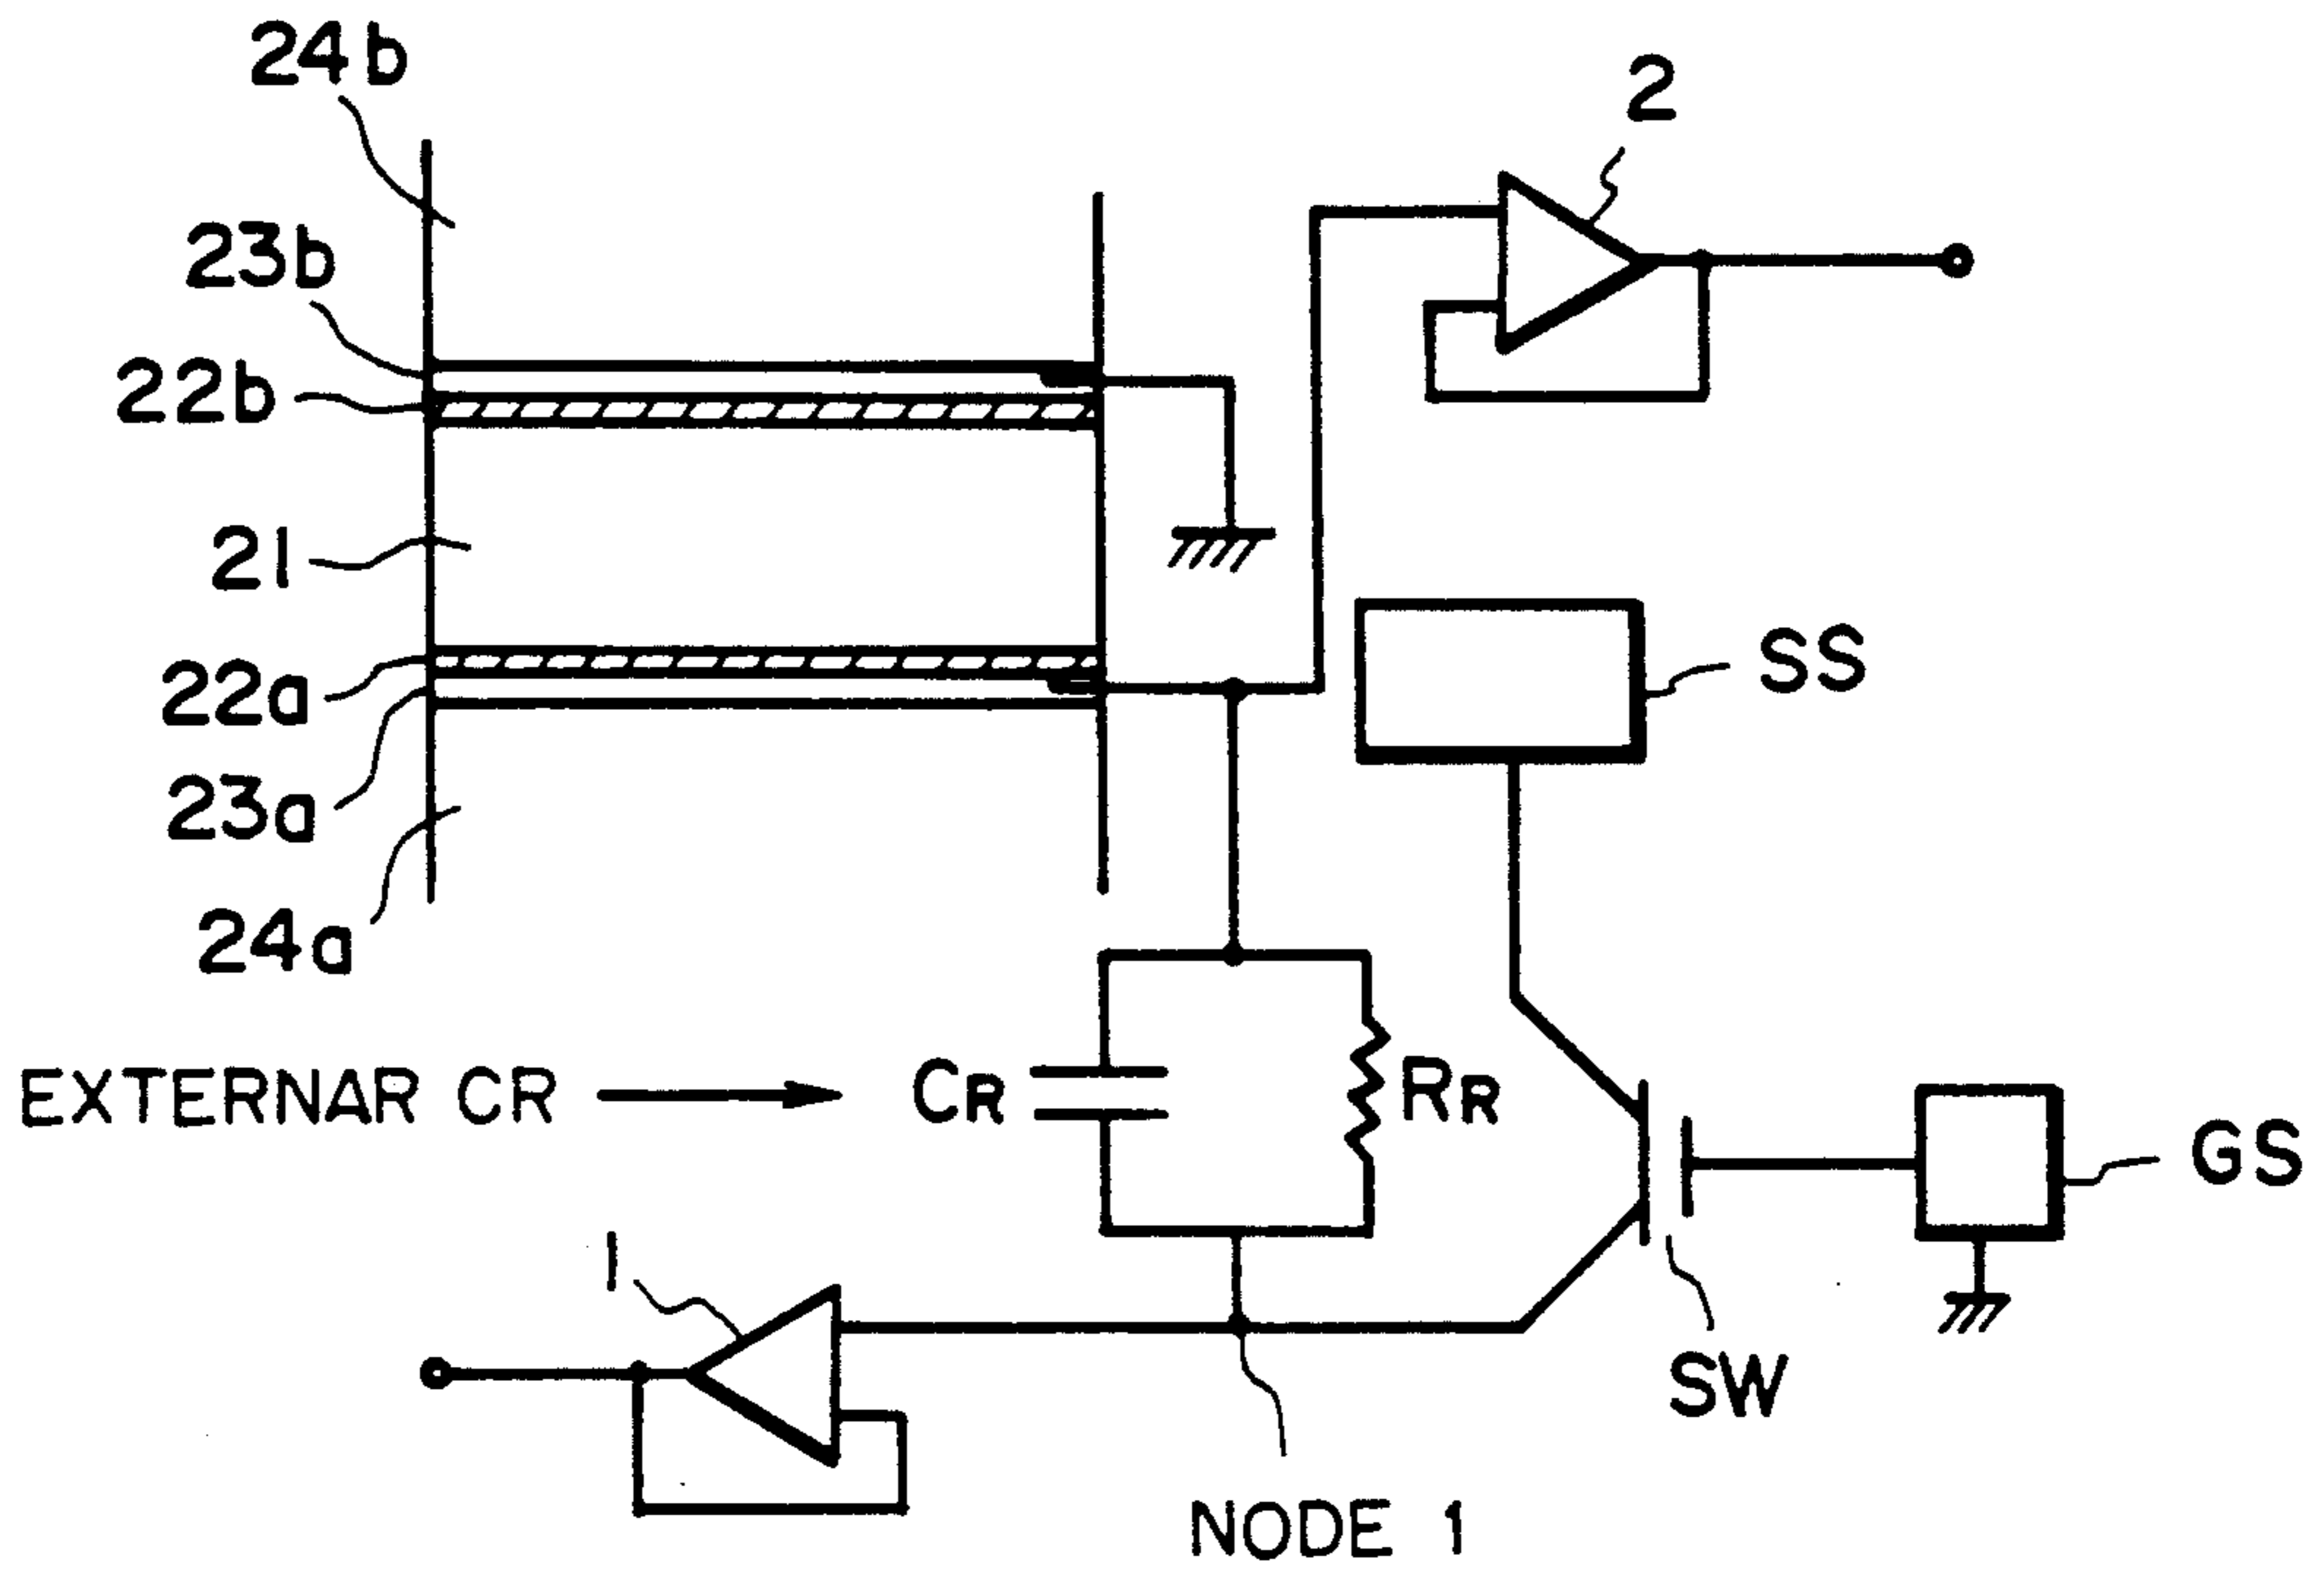 24b
2
23b
22b
21
SS
22a
23a
24a
EXTERNAR CR
CR
RR
GS
1
SW
NODE 1